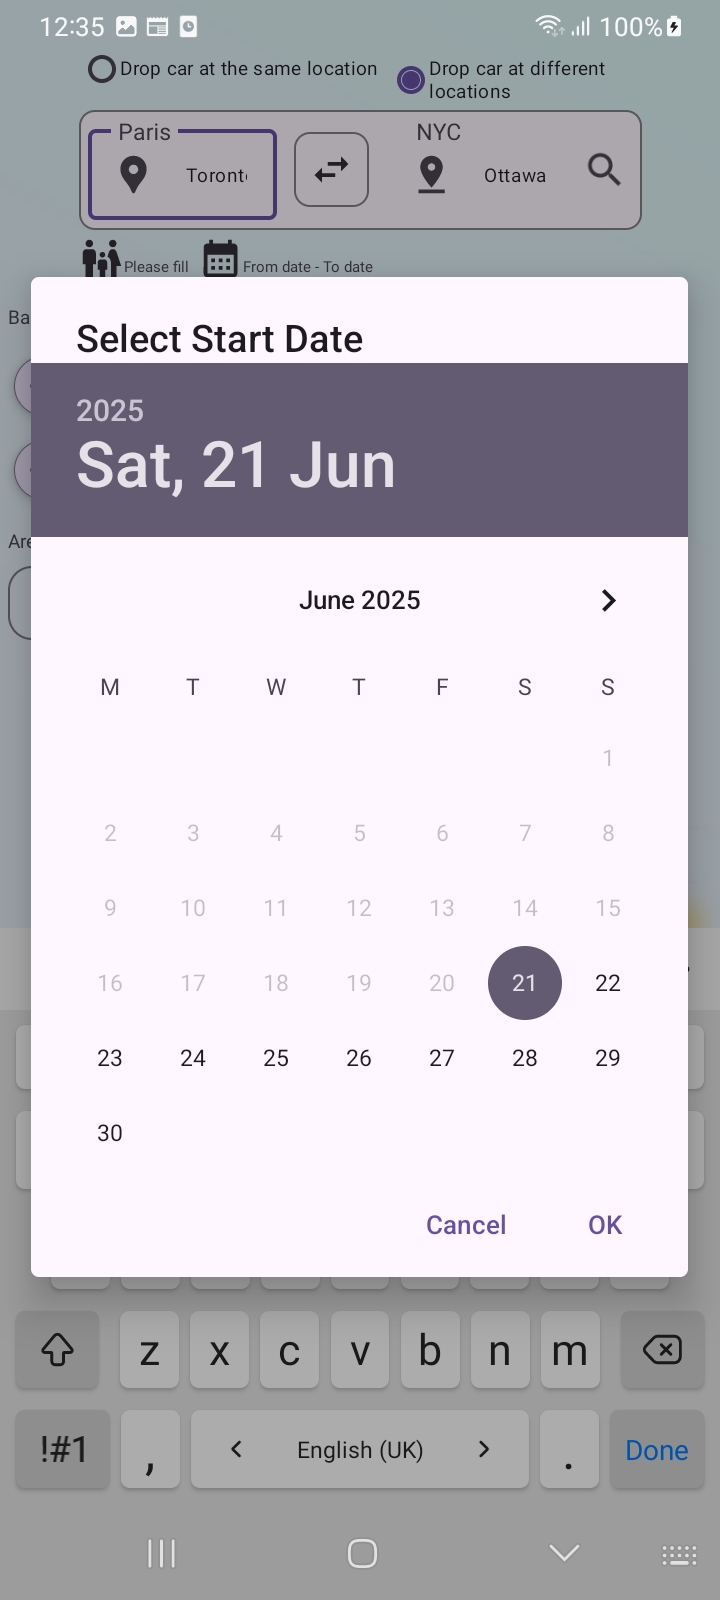 12:35 100%
Drop car at the same location
Drop car at different
locations
Paris NYC
Toront Ottawa
Please fill From date - To date
Ba
Select Start Date
2025
Sat, 21 Jun
Are
June 2025
M T W T F S S
1
2 3 4 5 6 7 8
9 10 11 12 13 14 15
16 17 18 19 20 21 22
23 24 25 26 27 28 29
30
Cancel OK
z x c v b n m
!#1 , English (UK) . Done